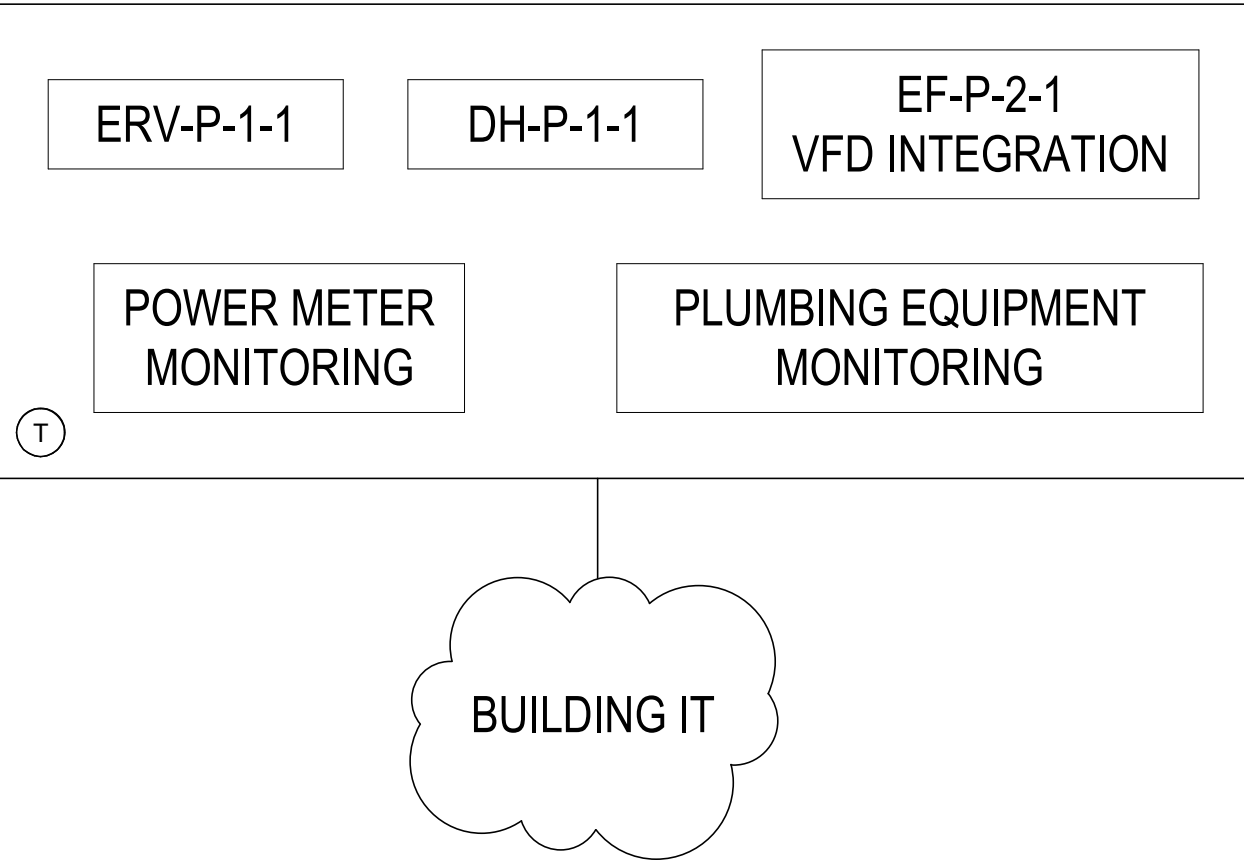 ERV-P-1-1
DH-P-1-1
EF-P-2-1
VFD INTEGRATION
POWER METER
MONITORING
PLUMBING EQUIPMENT
MONITORING
T
BUILDING IT